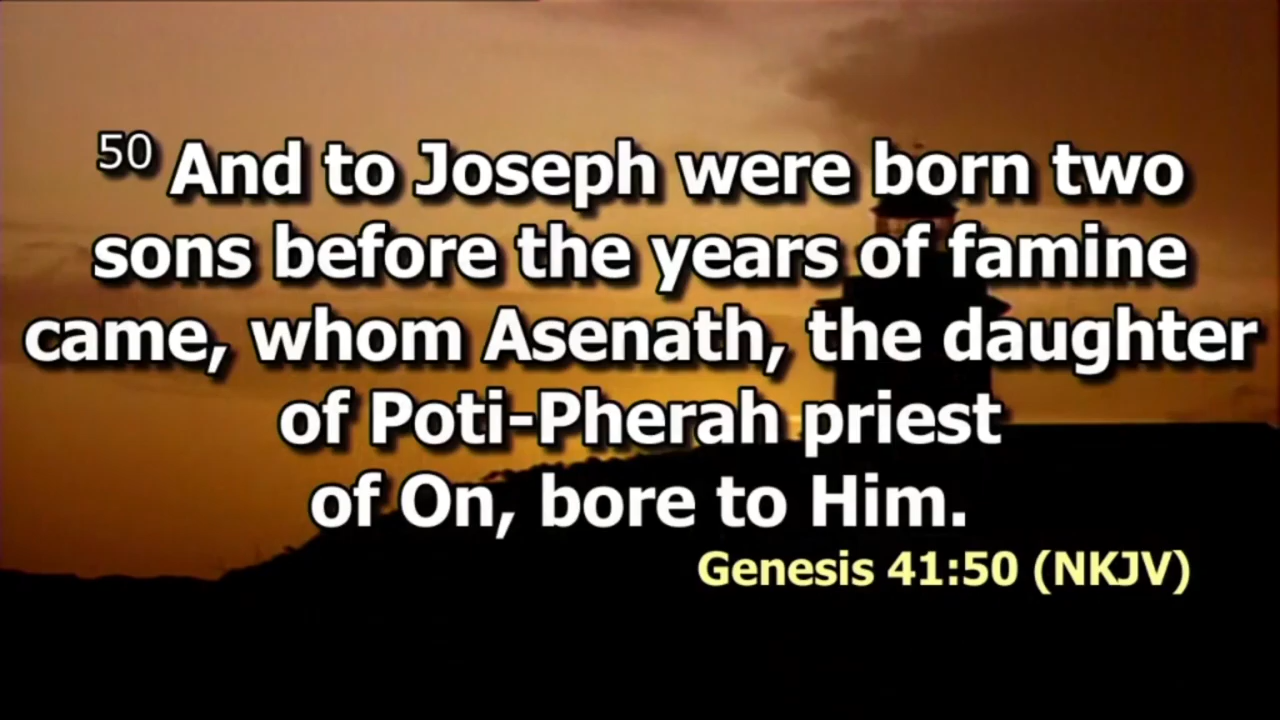 50 And to Joseph were born two
sons before the years of famine
came, whom Asenath, the daughter
of Poti-Pherah priest
of On, bore to Him.
Genesis 41:50 (NKJV)